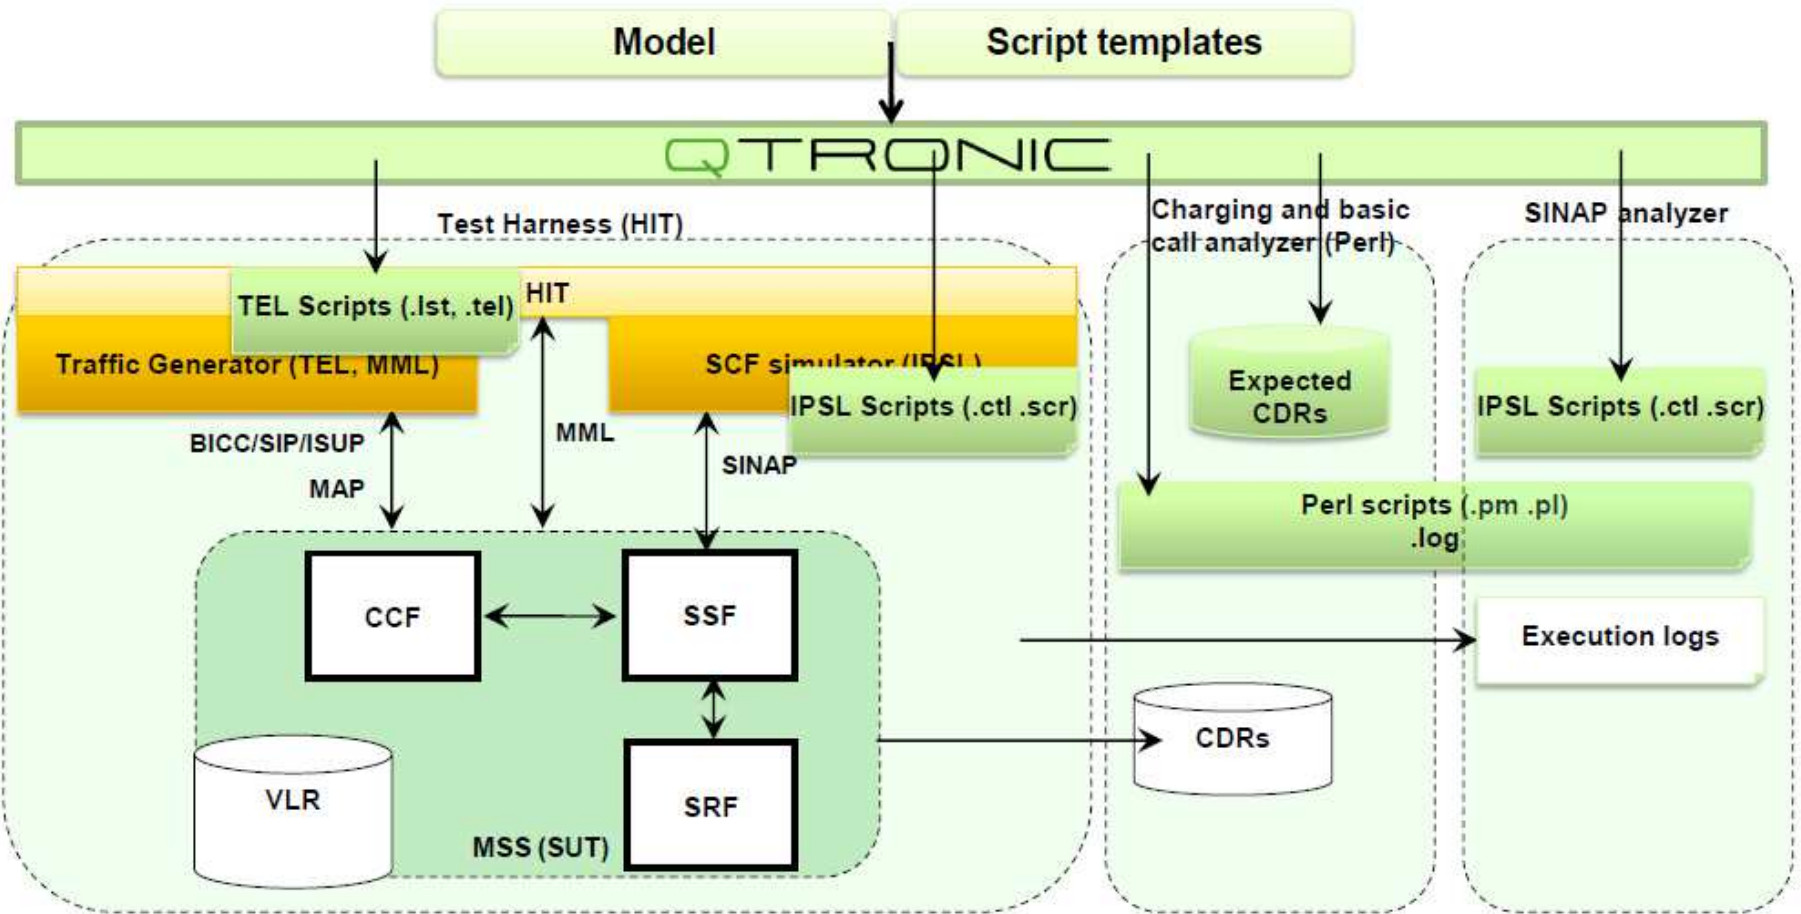 Model
Script templates
QTRONIC
Test Harness (HIT)
Charging and basic
call analyzer (Perl)
SINAP analyzer
TEL Scripts (.lst, .tel)
HIT
Traffic Generator (TEL, MML)
SCF simulator (IPSL)
IPSL Scripts (.ctl .scr)
Expected
CDRs
IPSL Scripts (.ctl .scr)
BICC/SIP/ISUP
MAP
MML
SINAP
Perl scripts (.pm .pl)
.log
CCF
SSF
Execution logs
CDRs
VLR
SRF
MSS (SUT)